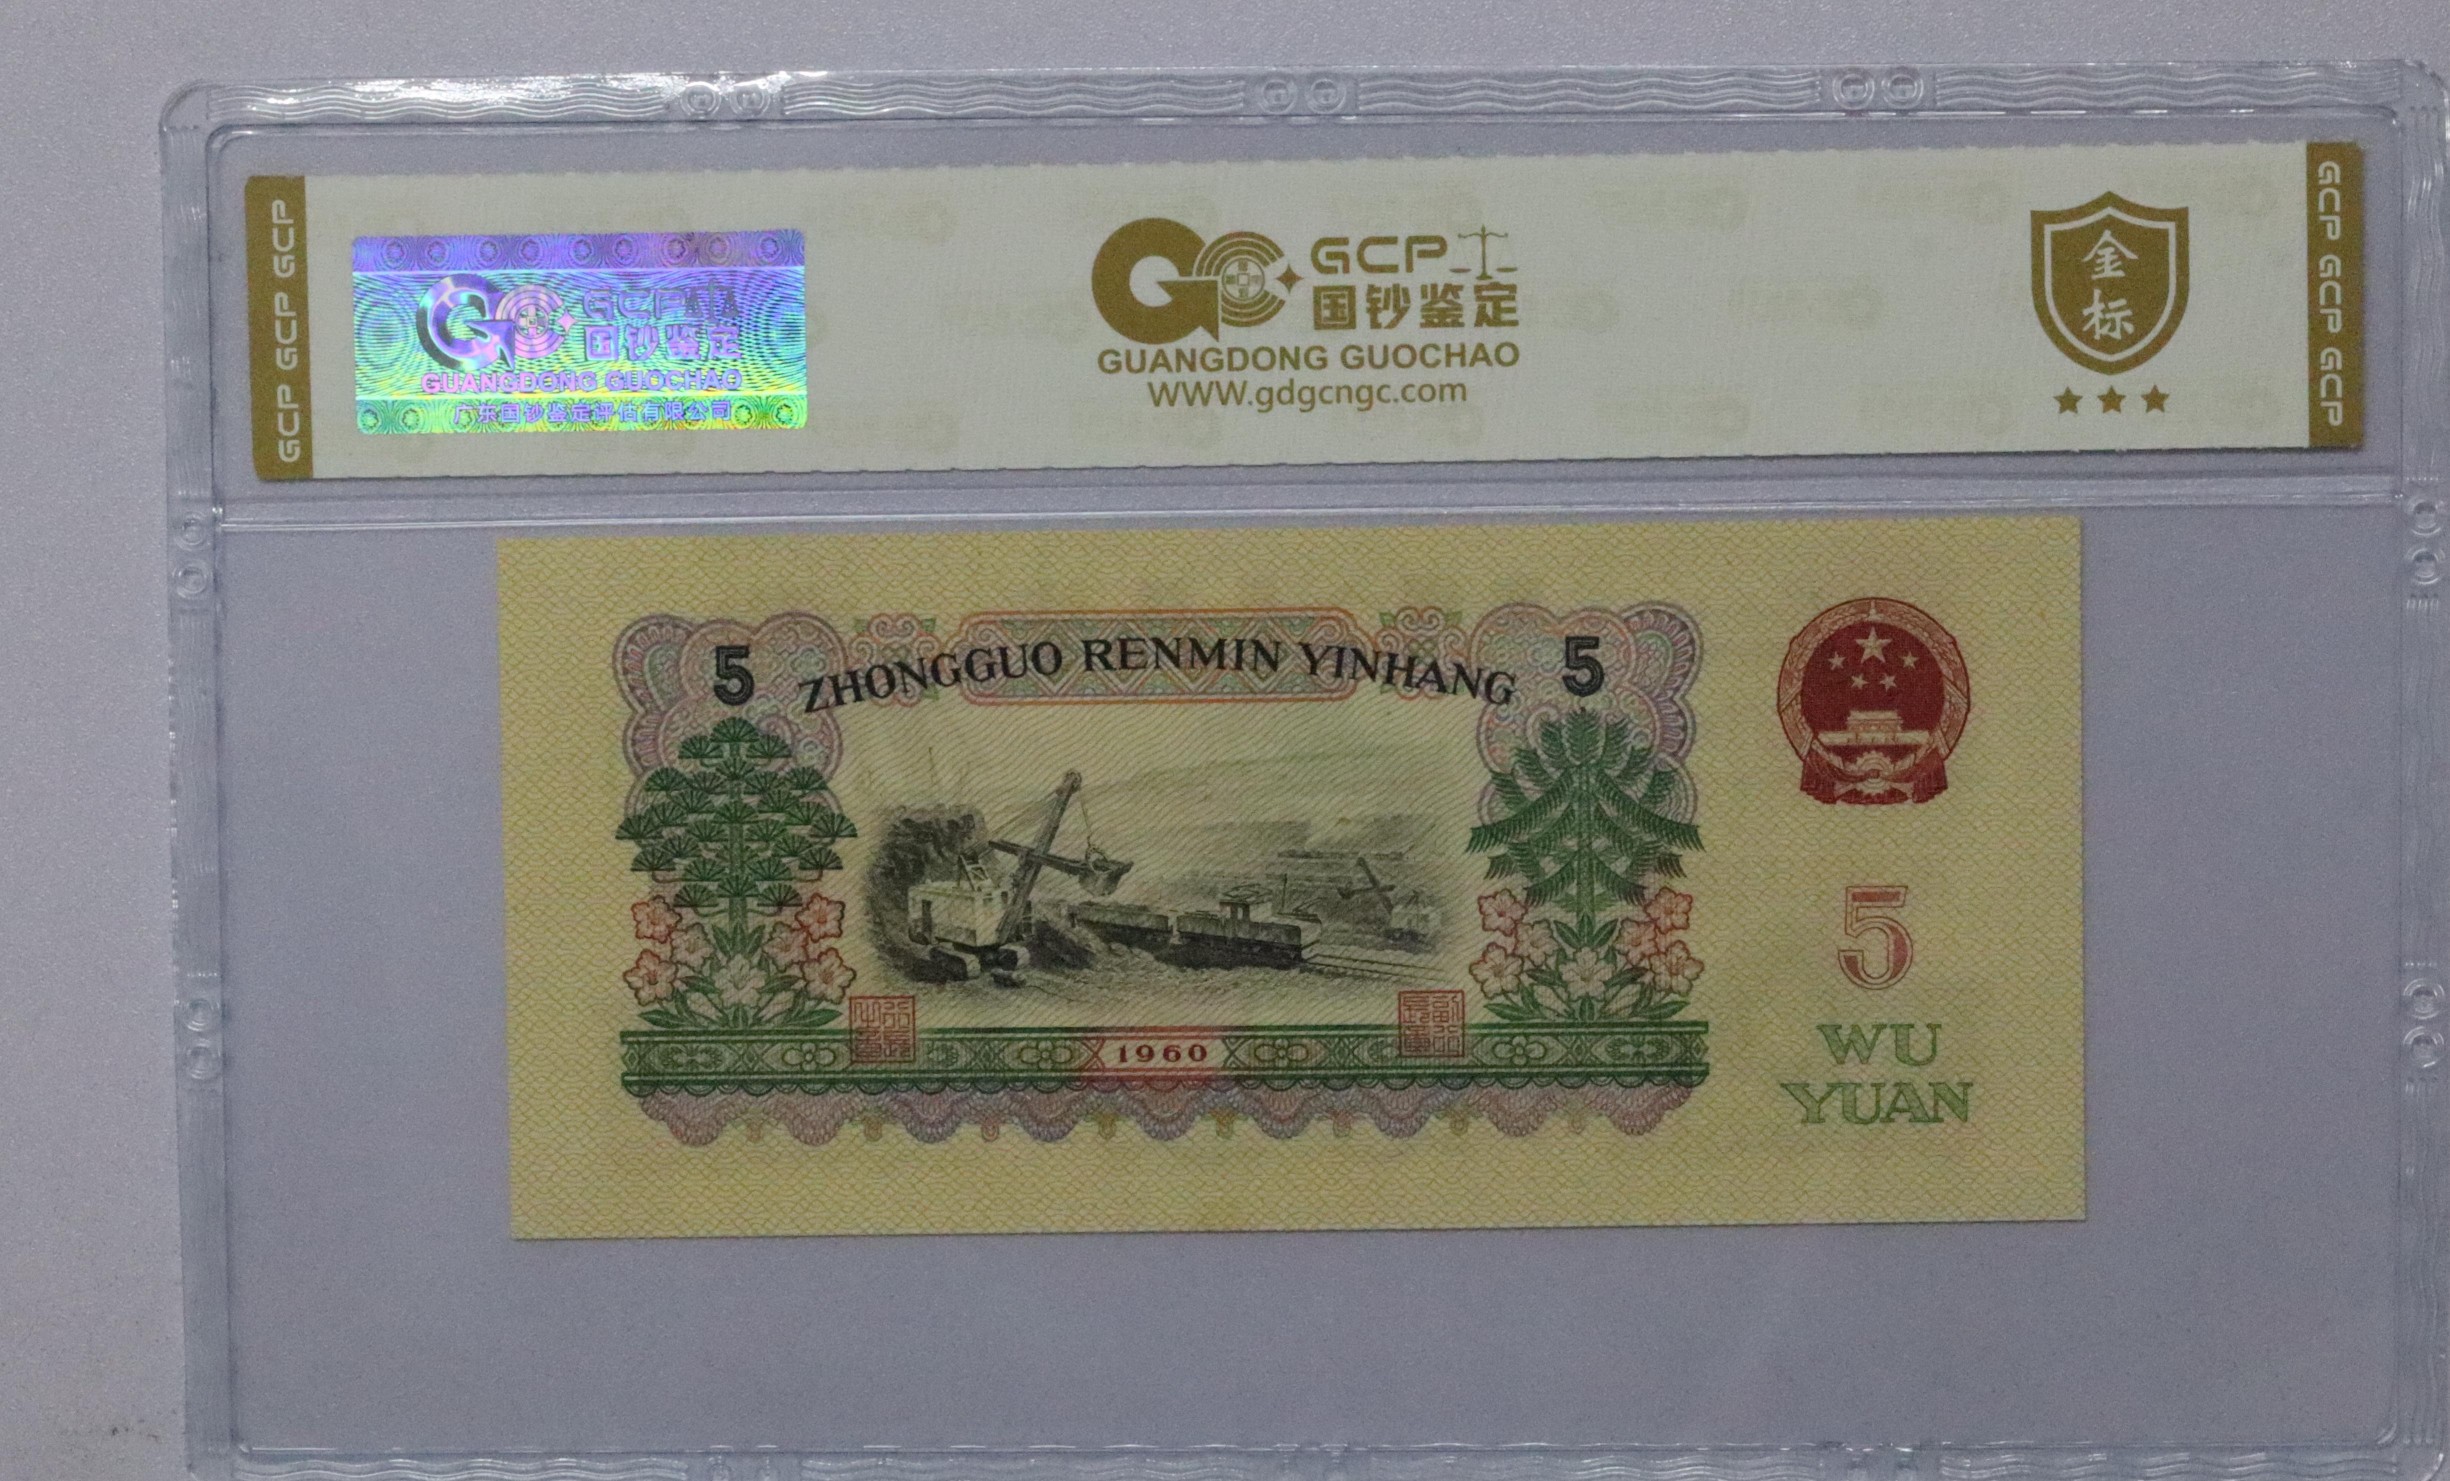 GCP GCP GCP
GCP
国钞鉴定
GUANGDONG GUOCHAO
广东国钞鉴定评估有限公司
GCP
国钞鉴定
GUANGDONG GUOCHAO
WWW.gdgcngc.com
金
标
GCP GCP GCP
5
ZHONGGUO RENMIN YINHANG
5
1960
5
WU
YUAN